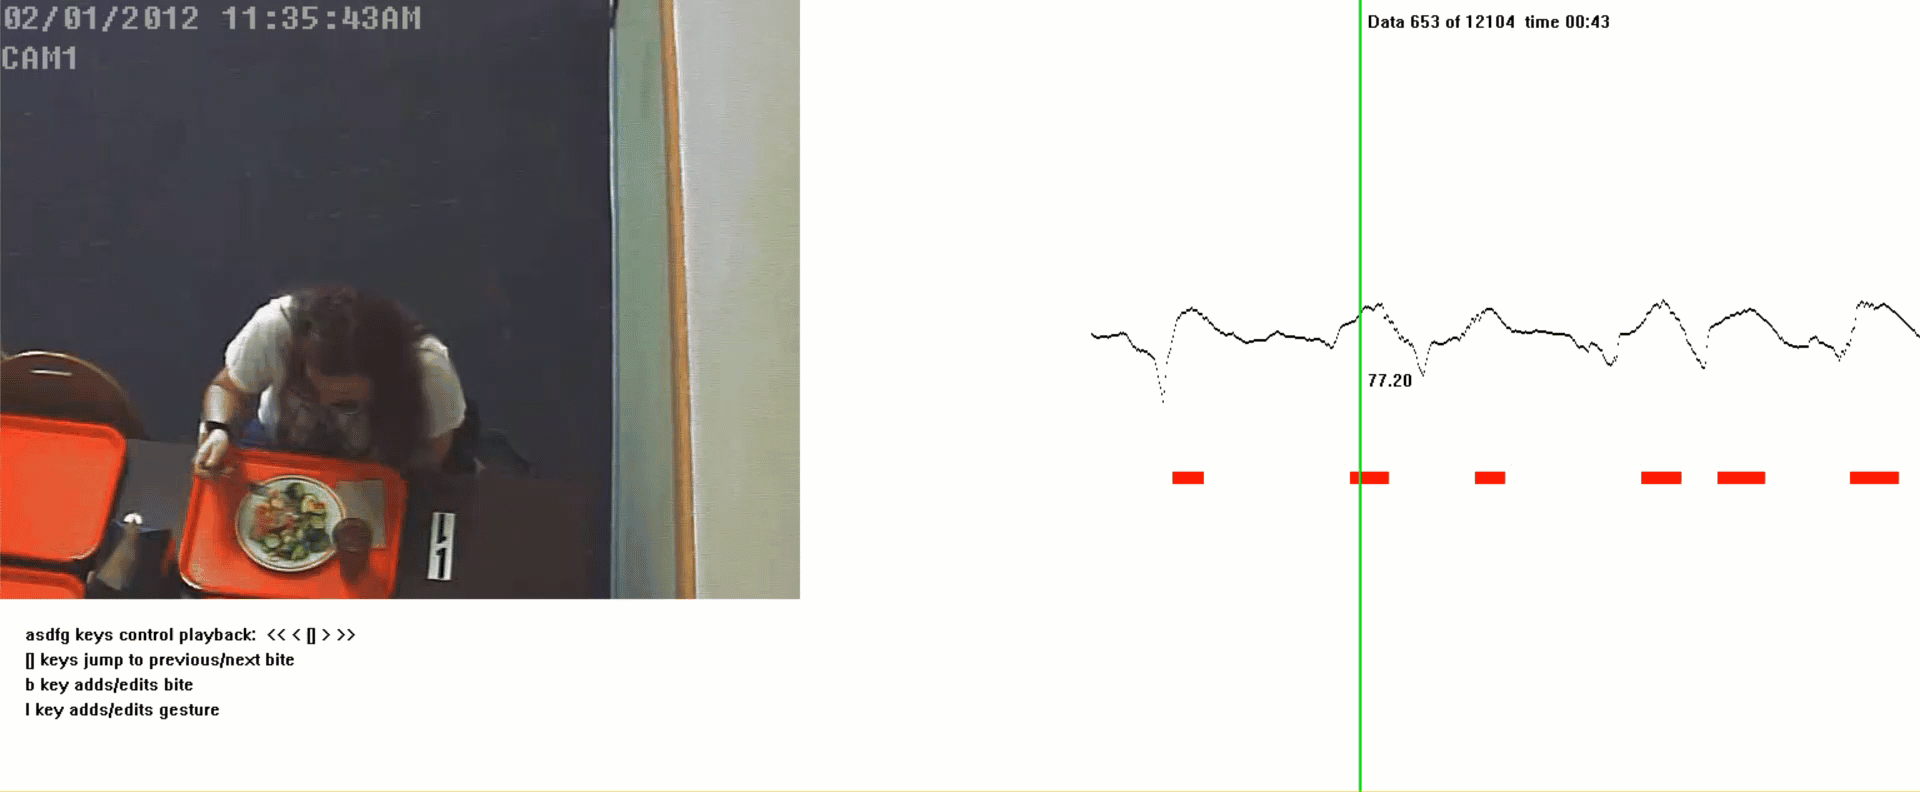 02/01/2012 11:35:43AM
CAM1
Data 653 of 12104 time 00:43
77.20
11
asdfg keys control playback: << < [] > >>
[] keys jump to previous/next bite
b key adds/edits bite
l key adds/edits gesture